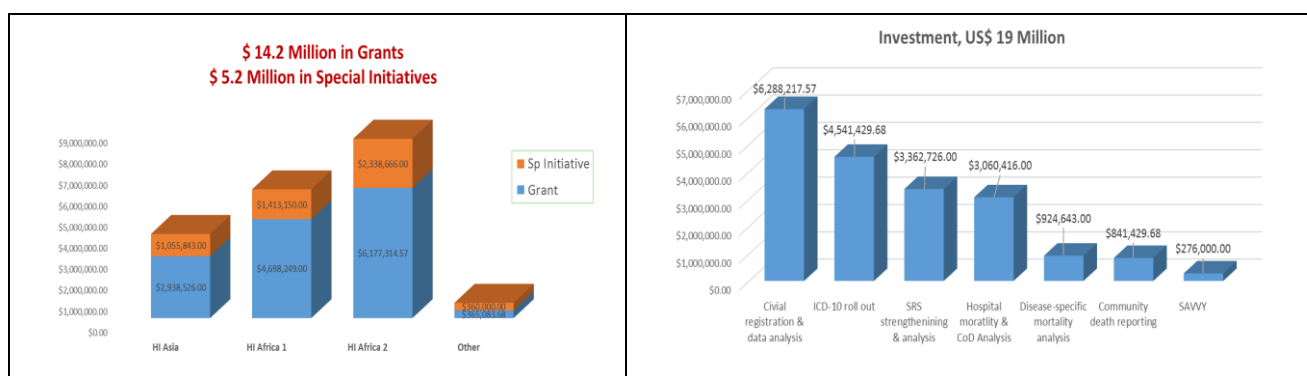 $ 14.2 Million in Grants
$ 5.2 Million in Special Initiatives
$9,000,000.00
$8,000,000.00
$7,000,000.00
$6,000,000.00
$5,000,000.00
$4,000,000.00
$3,000,000.00
$2,000,000.00
$1,000,000.00
$0.00
$1,055,843.00
$2,938,526.00
$1,413,150.00
$4,698,249.00
$2,338,666.00
$6,177,314.57
$360,000.00
$365,083.68
HI Asia
HI Africa 1
HI Africa 2
Other
Sp Initiative
Grant
Investment, US$ 19 Million
$7,000,000.00
$6,000,000.00
$5,000,000.00
$4,000,000.00
$3,000,000.00
$2,000,000.00
$1,000,000.00
$0.00
$6,288,217.57
$4,541,429.68
$3,362,726.00
$3,060,416.00
$924,643.00
$841,429.68
$276,000.00
Civial
registration &
data analysis
ICD-10 roll out
SRS
strengthenining
& analysis
Hospital
moratlity &
CoD Analysis
Disease-specific
mortality
analysis
Community
death reporting
SAVVY